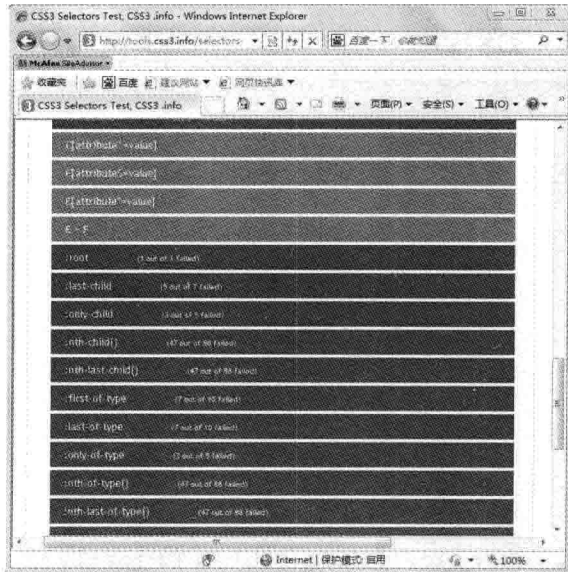 CSS3 Selectors Test, CSS3 .info - Windows Internet Explorer
http://tools.css3.info/selectors-
百度一下
McAfee SiteAdvisor
收藏夹 百度 建议网站 网页快讯库
CSS3 Selectors Test, CSS3 .info 页面(P) 安全(S) 工具(O)
E[attribute^=value]
E[attribute$=value]
E[attribute*=value]
E ~ F
:root (1 out of 1 failed)
:last-child (5 out of 7 failed)
:only-child (3 out of 5 failed)
:nth-child() (47 out of 88 failed)
:nth-last-child() (47 out of 88 failed)
:first-of-type (7 out of 10 failed)
:last-of-type (7 out of 10 failed)
:only-of-type (3 out of 5 failed)
:nth-of-type() (47 out of 88 failed)
:nth-last-of-type() (47 out of 88 failed)
Internet | 保护模式: 启用 100%